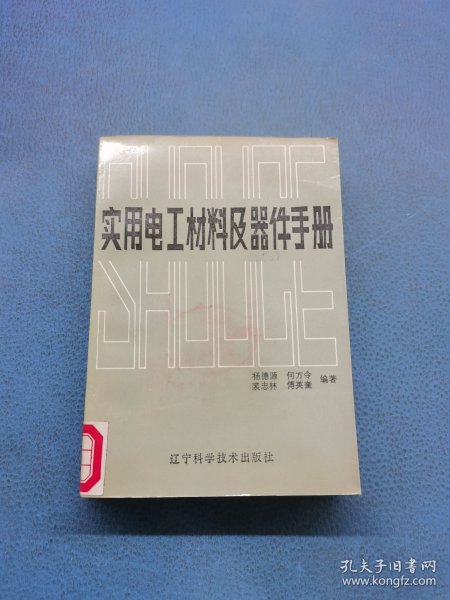 实用电工材料及器件手册
杨德源 何方令
裴忠林 傅英奎 编著
辽宁科学技术出版社
孔夫子旧书网
www.kongfz.com